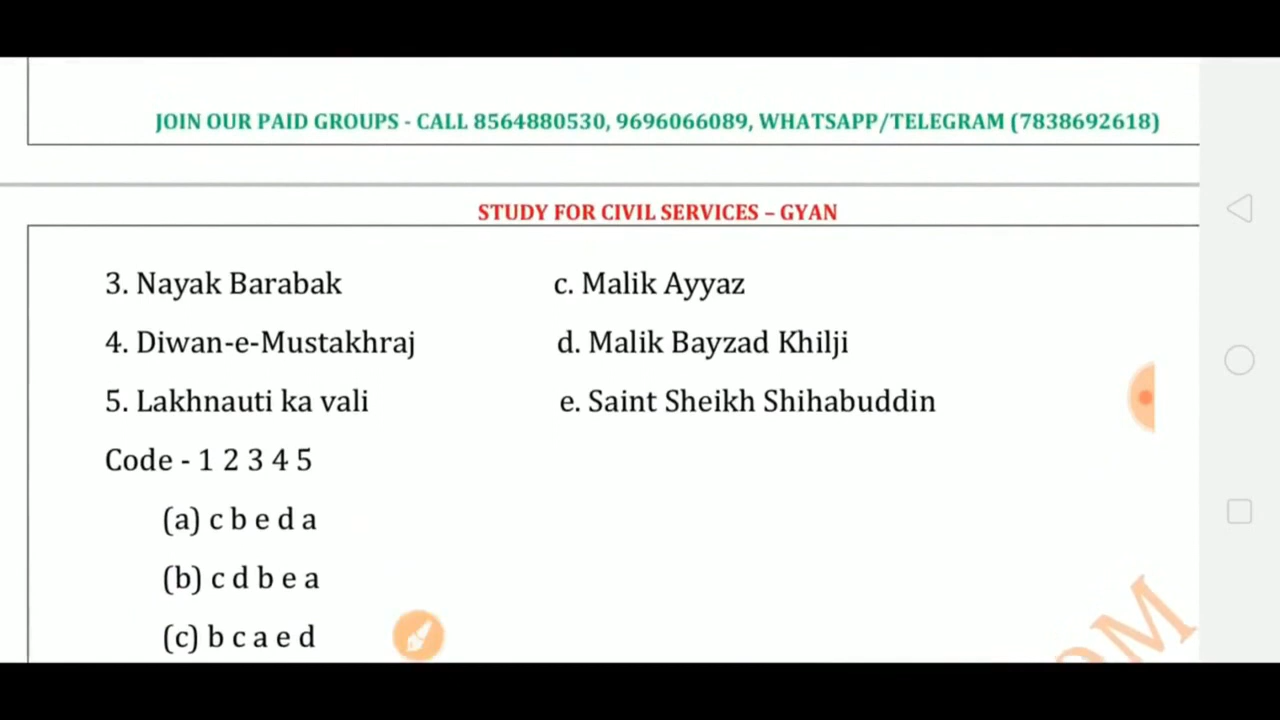 JOIN OUR PAID GROUPS - CALL 8564880530, 9696066089, WHATSAPP/TELEGRAM (7838692618)
STUDY FOR CIVIL SERVICES – GYAN
3. Nayak Barabak c. Malik Ayyaz
4. Diwan-e-Mustakhraj d. Malik Bayzad Khilji
5. Lakhnauti ka vali e. Saint Sheikh Shihabuddin
Code - 1 2 3 4 5
(a) c b e d a
(b) c d b e a
(c) b c a e d